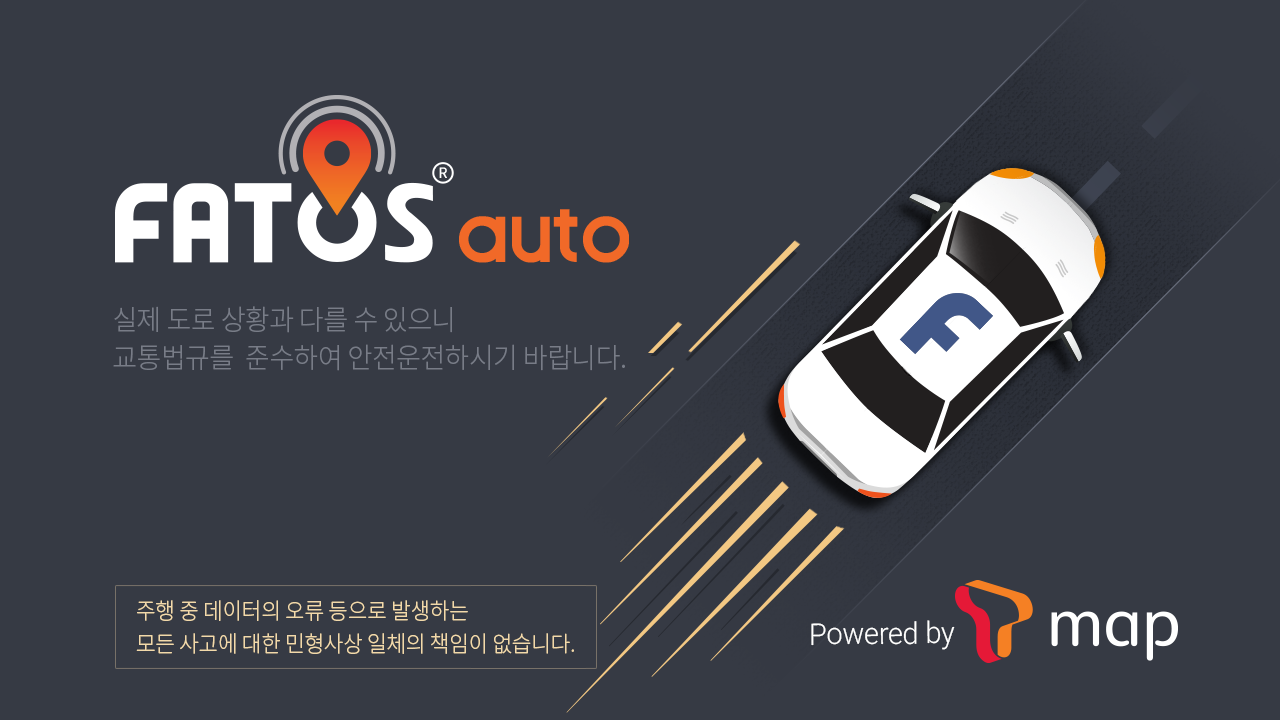 FATOS® auto
실제 도로 상황과 다를 수 있으니
교통법규를 준수하여 안전운전하시기 바랍니다.
F
주행 중 데이터의 오류 등으로 발생하는
모든 사고에 대한 민형사상 일체의 책임이 없습니다.
Powered by T map